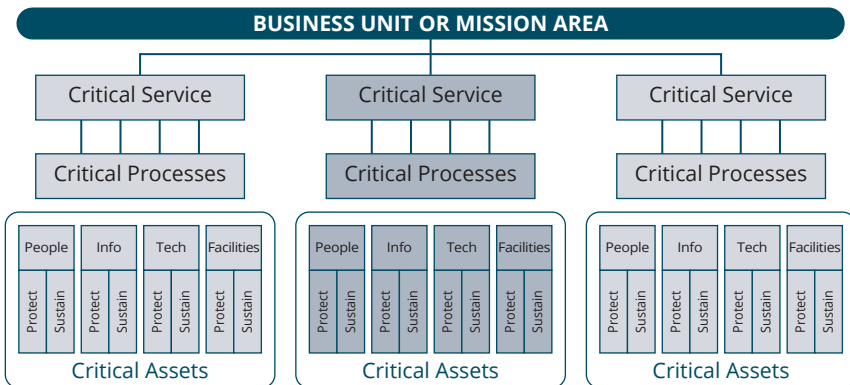 BUSINESS UNIT OR MISSION AREA
Critical Service
Critical Service
Critical Service
Critical Processes
Critical Processes
Critical Processes
People Info Tech Facilities
Protect Sustain Protect Sustain Protect Sustain Protect Sustain
Critical Assets
People Info Tech Facilities
Protect Sustain Protect Sustain Protect Sustain Protect Sustain
Critical Assets
People Info Tech Facilities
Protect Sustain Protect Sustain Protect Sustain Protect Sustain
Critical Assets